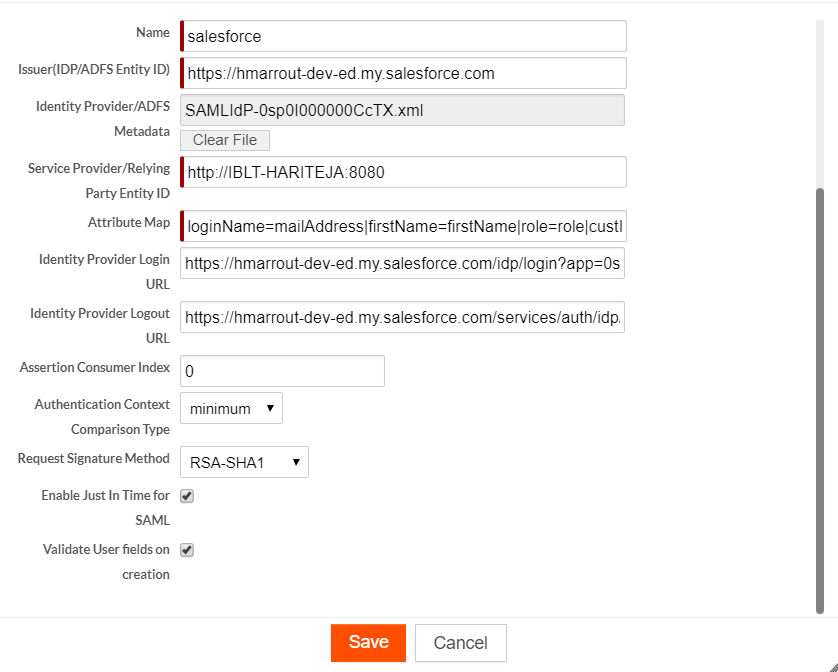 Name
salesforce
Issuer(IDP/ADFS Entity ID)
https://hmarrout-dev-ed.my.salesforce.com
Identity Provider/ADFS
Metadata
SAMLIdP-0sp0I000000CcTX.xml
Clear File
Service Provider/Relying
Party Entity ID
http://IBLT-HARITEJA:8080
Attribute Map
loginName=mailAddress|firstName=firstName|role=role|custI
Identity Provider Login
URL
https://hmarrout-dev-ed.my.salesforce.com/idp/login?app=0s
Identity Provider Logout
URL
https://hmarrout-dev-ed.my.salesforce.com/services/auth/idp.
Assertion Consumer Index
0
Authentication Context
Comparison Type
minimum
Request Signature Method
RSA-SHA1
Enable Just In Time for
SAML
Validate User fields on
creation
Save
Cancel